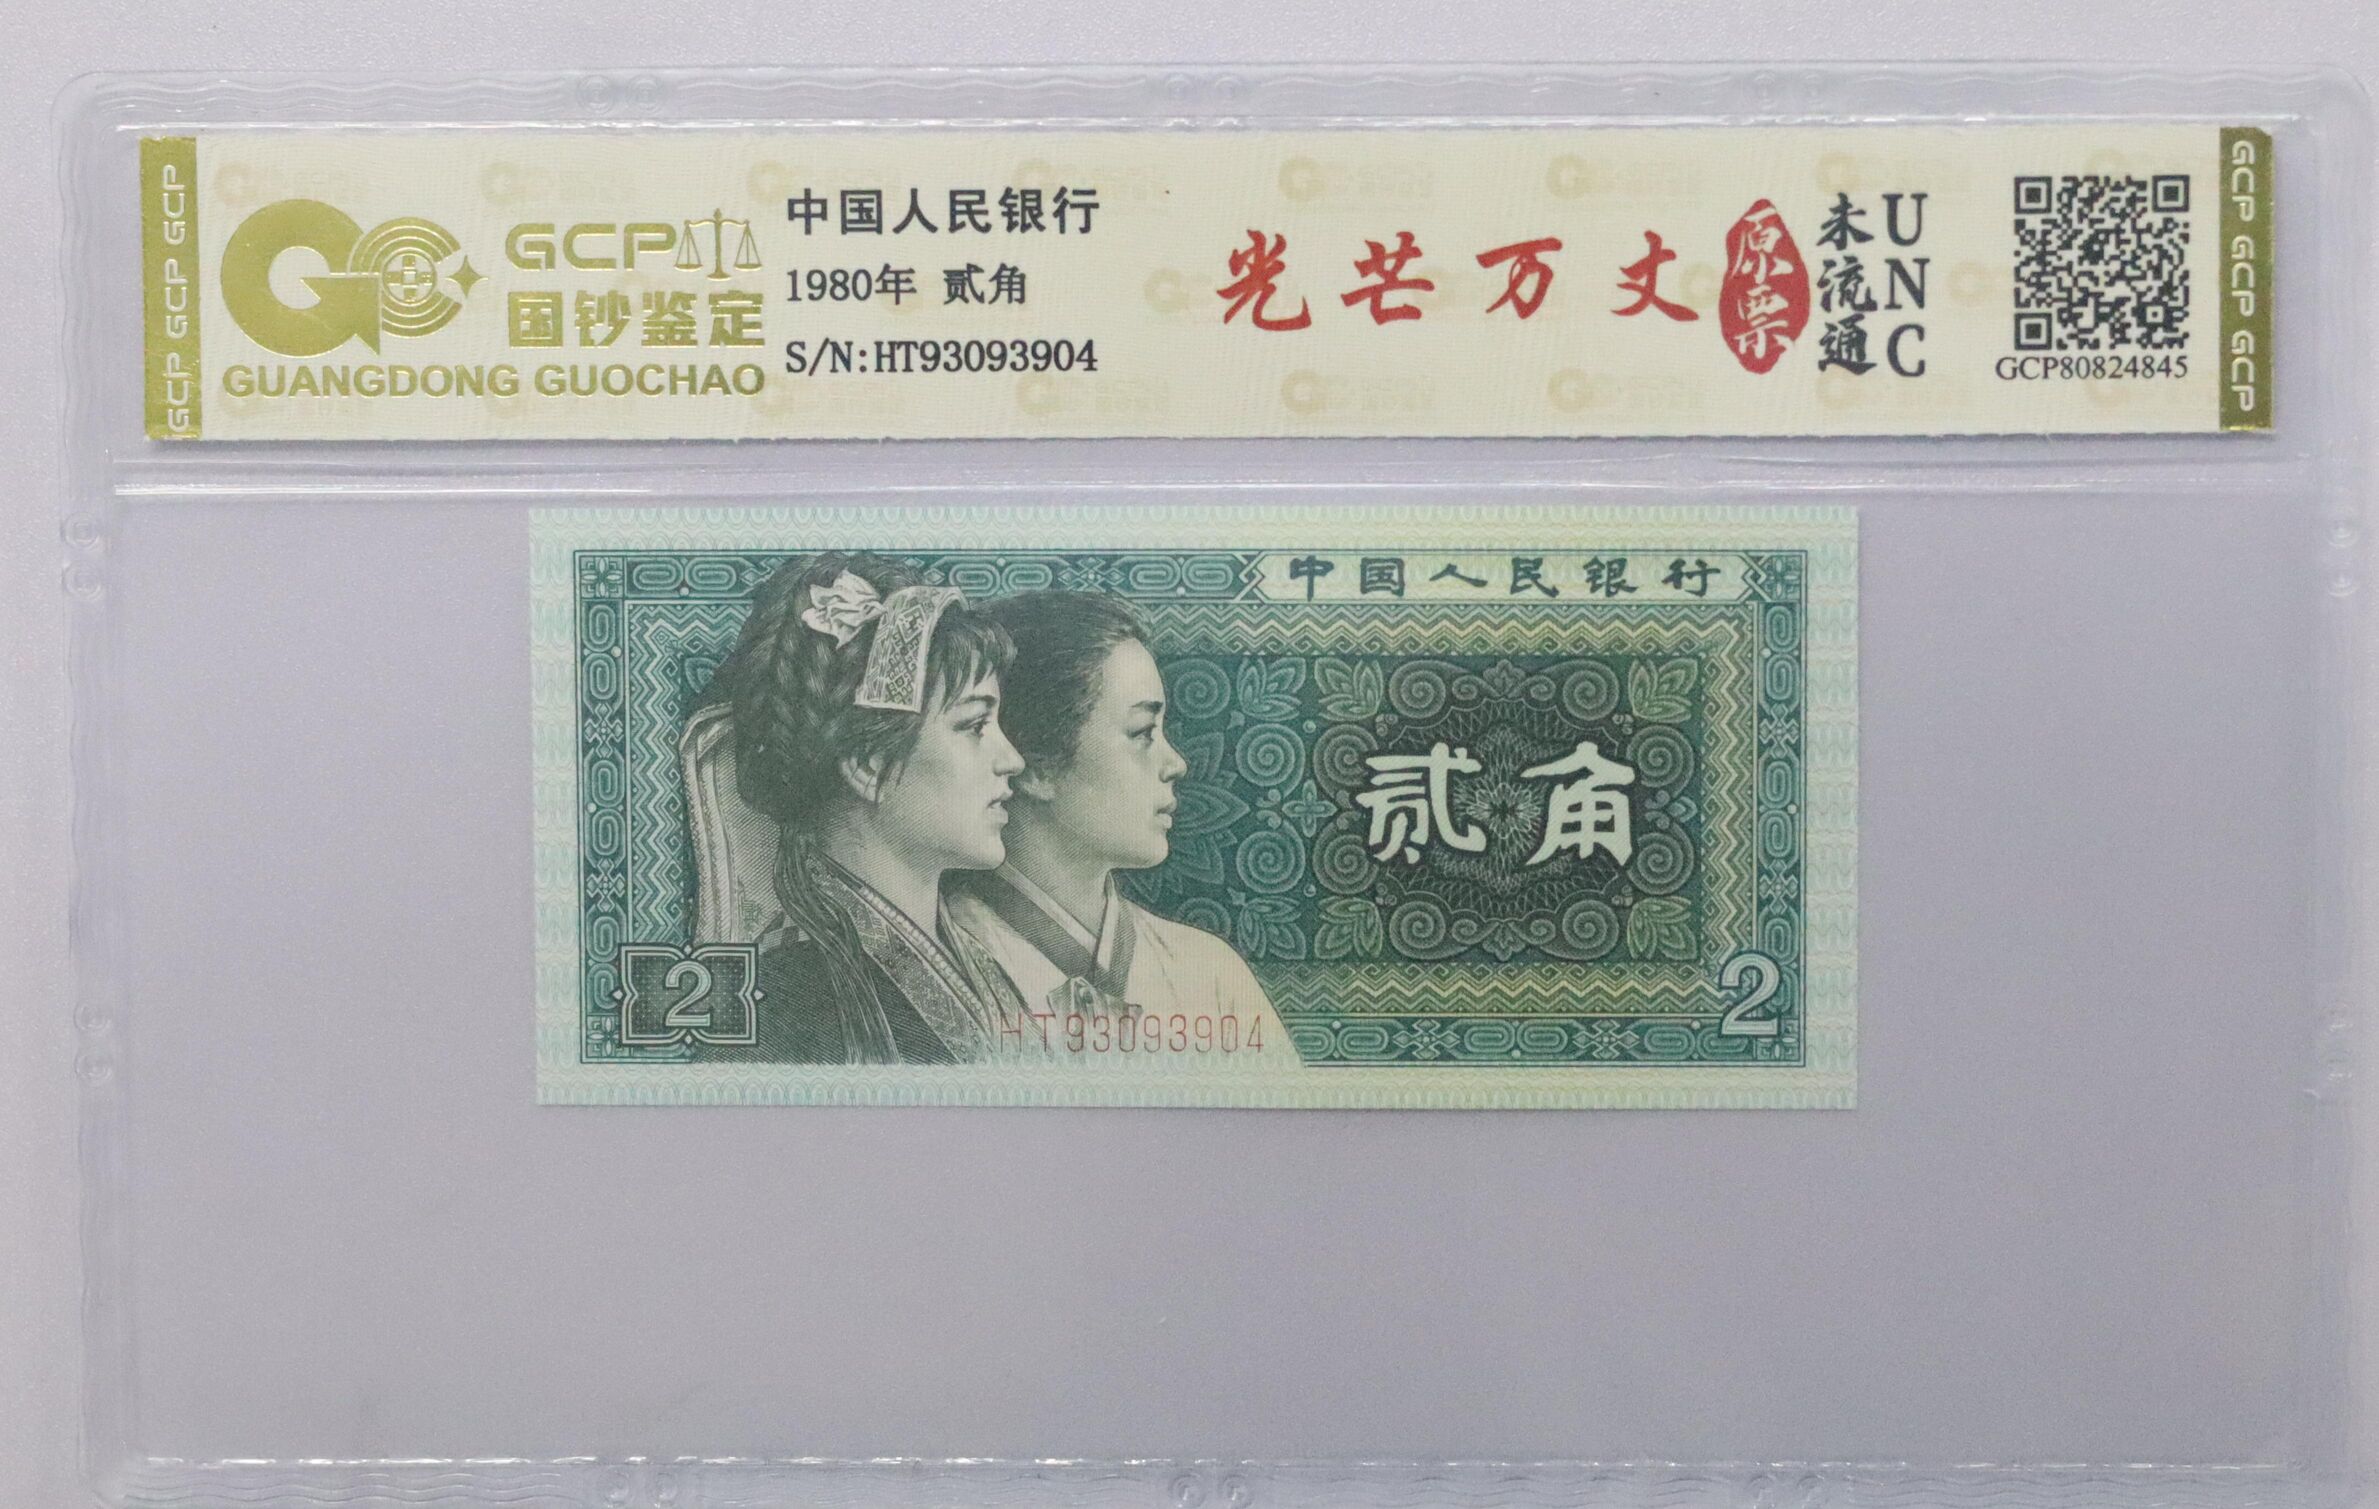 GCP GCP GCP
GCP
国钞鉴定
GUANGDONG GUOCHAO
中国人民银行
1980年 贰角
S/N:HT93093904
光芒万丈
原票
未流通
UNC
GCP80824845
GCP GCP GCP
中国人民银行
贰角
2
2
HT93093904